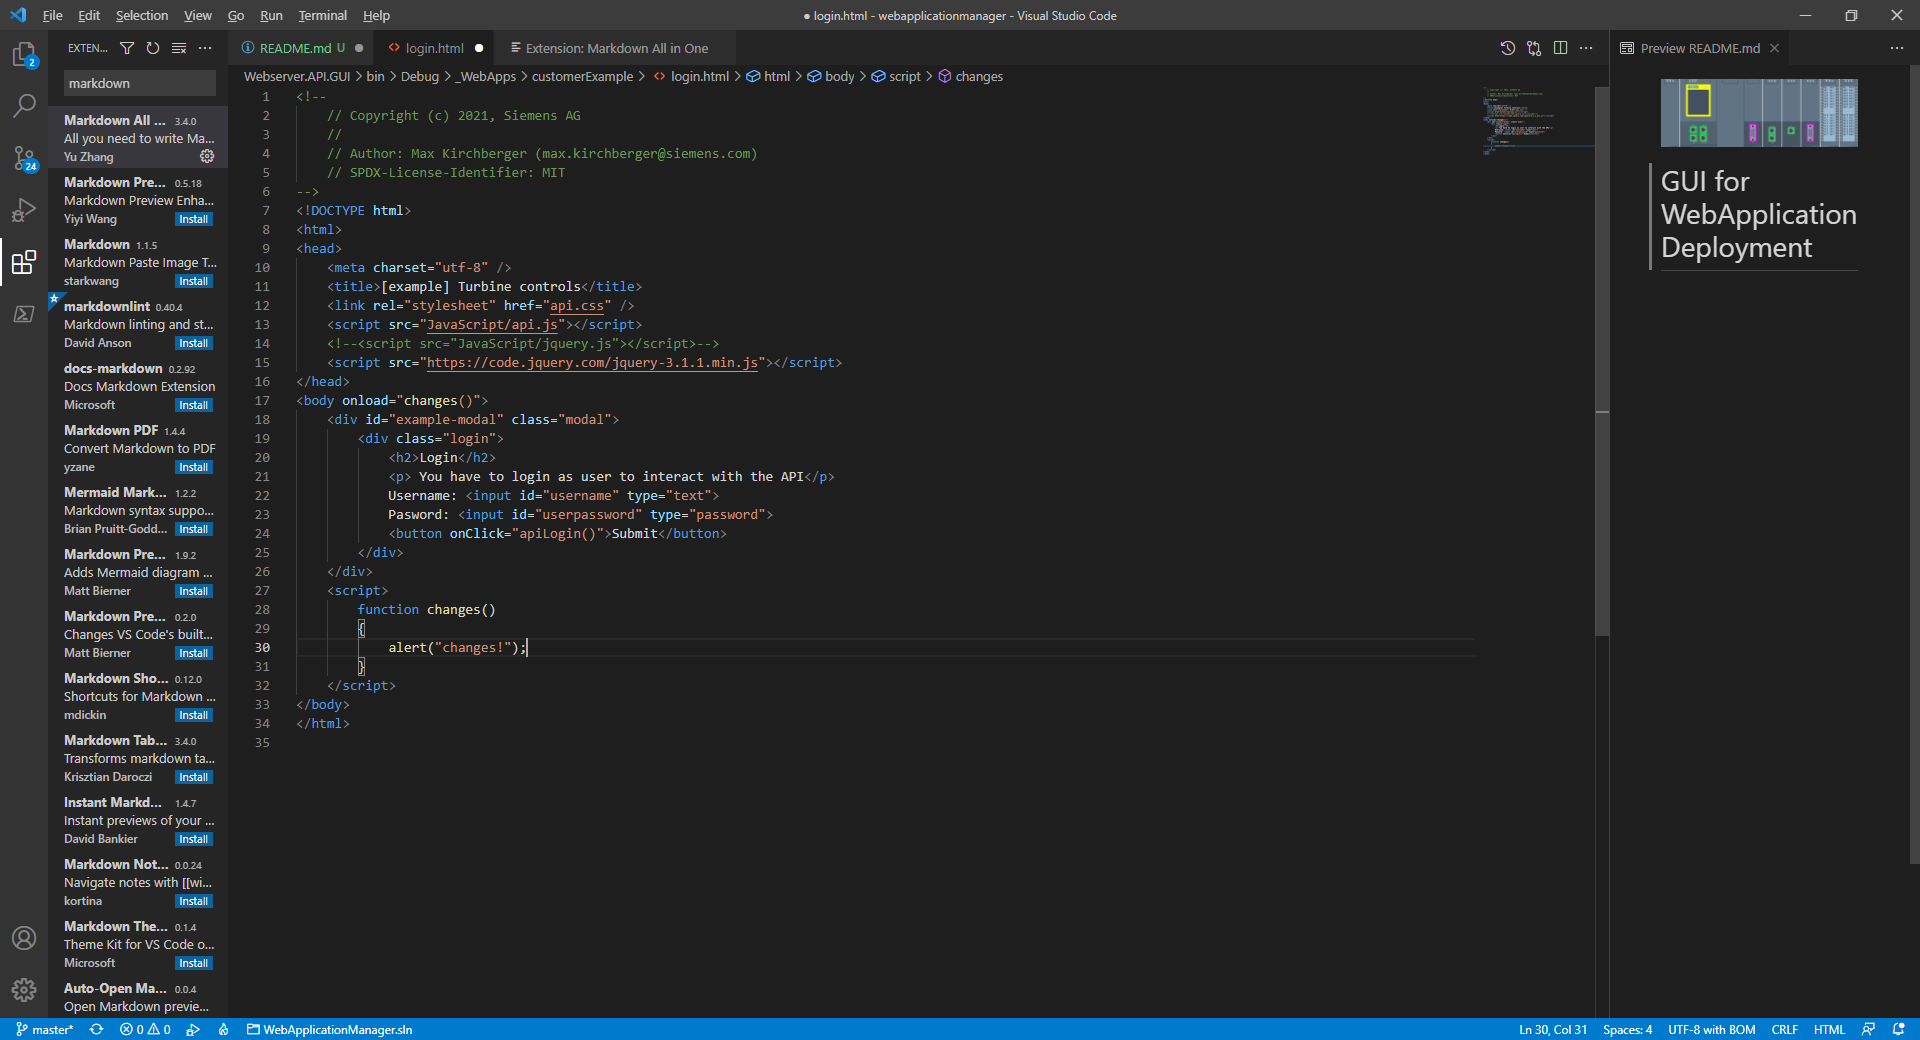 File Edit Selection View Go Run Terminal Help
● login.html - webapplicationmanager - Visual Studio Code
2
24
EXTEN...
markdown
Markdown All ... 3.4.0
All you need to write Ma...
Yu Zhang
Markdown Pre... 0.5.18
Markdown Preview Enha...
Yiyi Wang Install
Markdown 1.1.5
Markdown Paste Image T...
starkwang Install
markdownlint 0.40.4
Markdown linting and st...
David Anson Install
docs-markdown 0.2.92
Docs Markdown Extension
Microsoft Install
Markdown PDF 1.4.4
Convert Markdown to PDF
yzane Install
Mermaid Mark... 1.2.2
Markdown syntax suppo...
Brian Pruitt-Godd... Install
Markdown Pre... 1.9.2
Adds Mermaid diagram ...
Matt Bierner Install
Markdown Pre... 0.2.0
Changes VS Code's built...
Matt Bierner Install
Markdown Sho... 0.12.0
Shortcuts for Markdown ...
mdickin Install
Markdown Tab... 3.4.0
Transforms markdown ta...
Krisztian Daroczi Install
Instant Markd... 1.4.7
Instant previews of your ...
David Bankier Install
Markdown Not... 0.0.24
Navigate notes with [[wi...
kortina Install
Markdown The... 0.1.4
Theme Kit for VS Code o...
Microsoft Install
Auto-Open Ma... 0.0.4
Open Markdown previe...
README.md U ● login.html ● Extension: Markdown All in One
Webserver.API.GUI > bin > Debug > _WebApps > customerExample > login.html > html > body > script > changes
1 <!--
2 // Copyright (c) 2021, Siemens AG
3 //
4 // Author: Max Kirchberger (max.kirchberger@siemens.com)
5 // SPDX-License-Identifier: MIT
6 -->
7 <!DOCTYPE html>
8 <html>
9 <head>
10 <meta charset="utf-8" />
11 <title>[example] Turbine controls</title>
12 <link rel="stylesheet" href="api.css" />
13 <script src="JavaScript/api.js"></script>
14 <!--<script src="JavaScript/jquery.js"></script>-->
15 <script src="https://code.jquery.com/jquery-3.1.1.min.js"></script>
16 </head>
17 <body onload="changes()">
18 <div id="example-modal" class="modal">
19 <div class="login">
20 <h2>Login</h2>
21 <p> You have to login as user to interact with the API</p>
22 Username: <input id="username" type="text">
23 Pasword: <input id="userpassword" type="password">
24 <button onClick="apiLogin()">Submit</button>
25 </div>
26 </div>
27 <script>
28 function changes()
29 {
30 alert("changes!");
31 }
32 </script>
33 </body>
34 </html>
35
Preview README.md
GUI for
WebApplication
Deployment
master* 0 0 WebApplicationManager.sln
Ln 30, Col 31 Spaces: 4 UTF-8 with BOM CRLF HTML